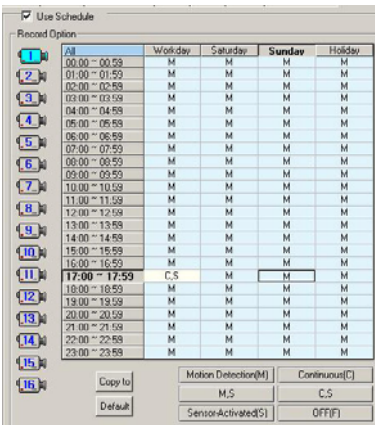 Use Schedule
Record Option
All Workday Saturday Sunday Holiday
00:00 ~ 00:59 M M M M
01:00 ~ 01:59 M M M M
02:00 ~ 02:59 M M M M
03:00 ~ 03:59 M M M M
04:00 ~ 04:59 M M M M
05:00 ~ 05:59 M M M M
06:00 ~ 06:59 M M M M
07:00 ~ 07:59 M M M M
08:00 ~ 08:59 M M M M
09:00 ~ 09:59 M M M M
10:00 ~ 10:59 M M M M
11:00 ~ 11:59 M M M M
12:00 ~ 12:59 M M M M
13:00 ~ 13:59 M M M M
14:00 ~ 14:59 M M M M
15:00 ~ 15:59 M M M M
16:00 ~ 16:59 M M M M
17:00 ~ 17:59 C,S M M M
18:00 ~ 18:59 M M M M
19:00 ~ 19:59 M M M M
20:00 ~ 20:59 M M M M
21:00 ~ 21:59 M M M M
22:00 ~ 22:59 M M M M
23:00 ~ 23:59 M M M M
1
2
3
4
5
6
7
8
9
10
11
12
13
14
15
16
Copy to
Default
Motion Detection(M) Continuous(C)
M,S C,S
Sensor-Activated(S) OFF(F)